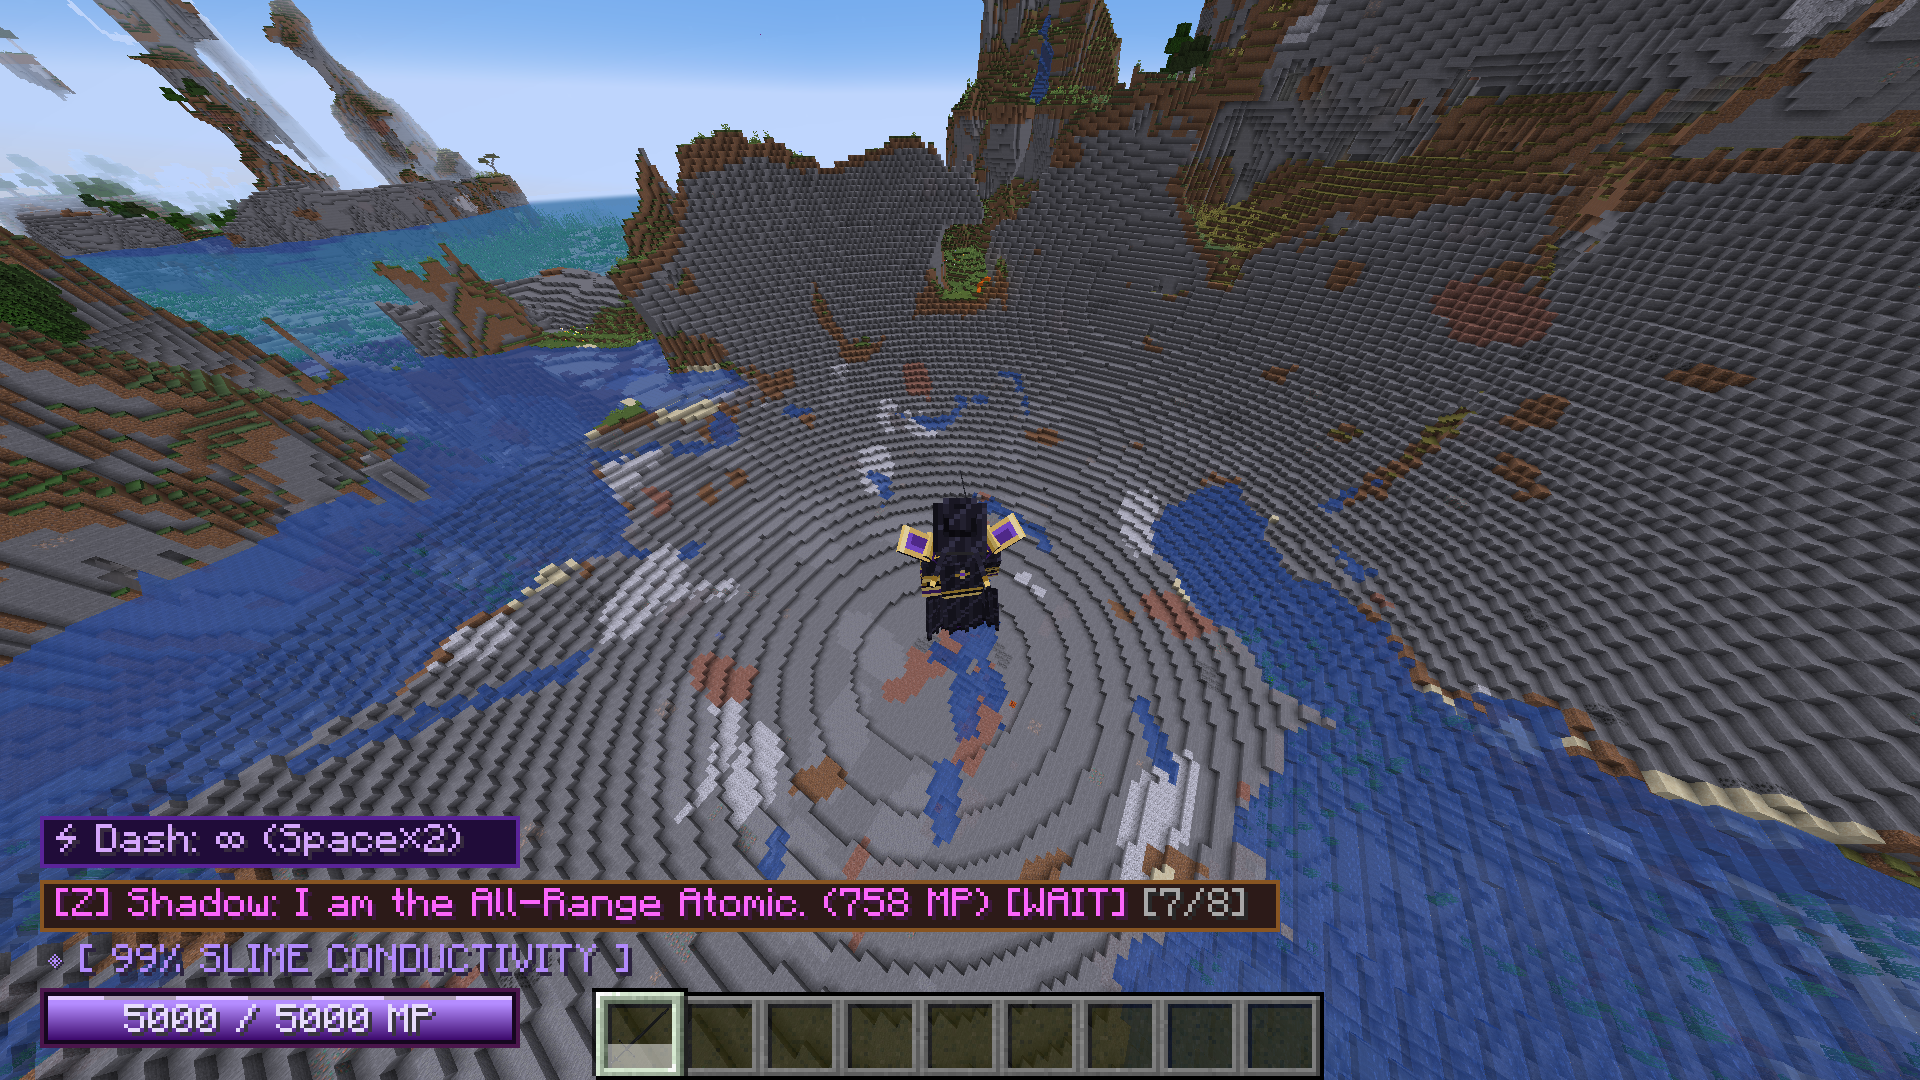 Dash: ∞ (Space×2)
[Z] Shadow: I am the All-Range Atomic. (758 MP) [WAIT] [7/8]
[ 99% SLIME CONDUCTIVITY ]
5000 / 5000 MP